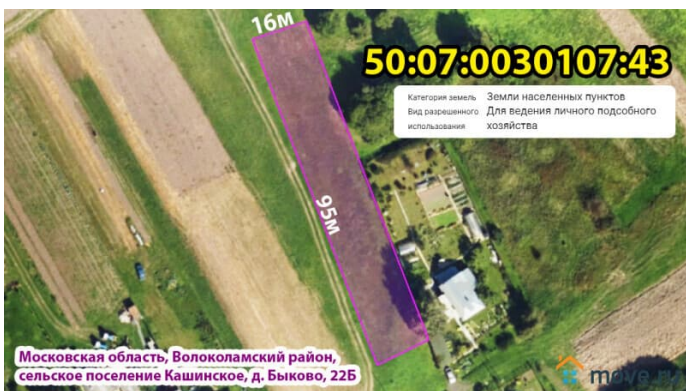 16м
50:07:0030107:43
Категория земель Земли населенных пунктов
Вид разрешенного Для ведения личного подсобного
использования хозяйства
95м
Московская область, Волоколамский район,
сельское поселение Кашинское, д. Быково, 22Б
move.ru